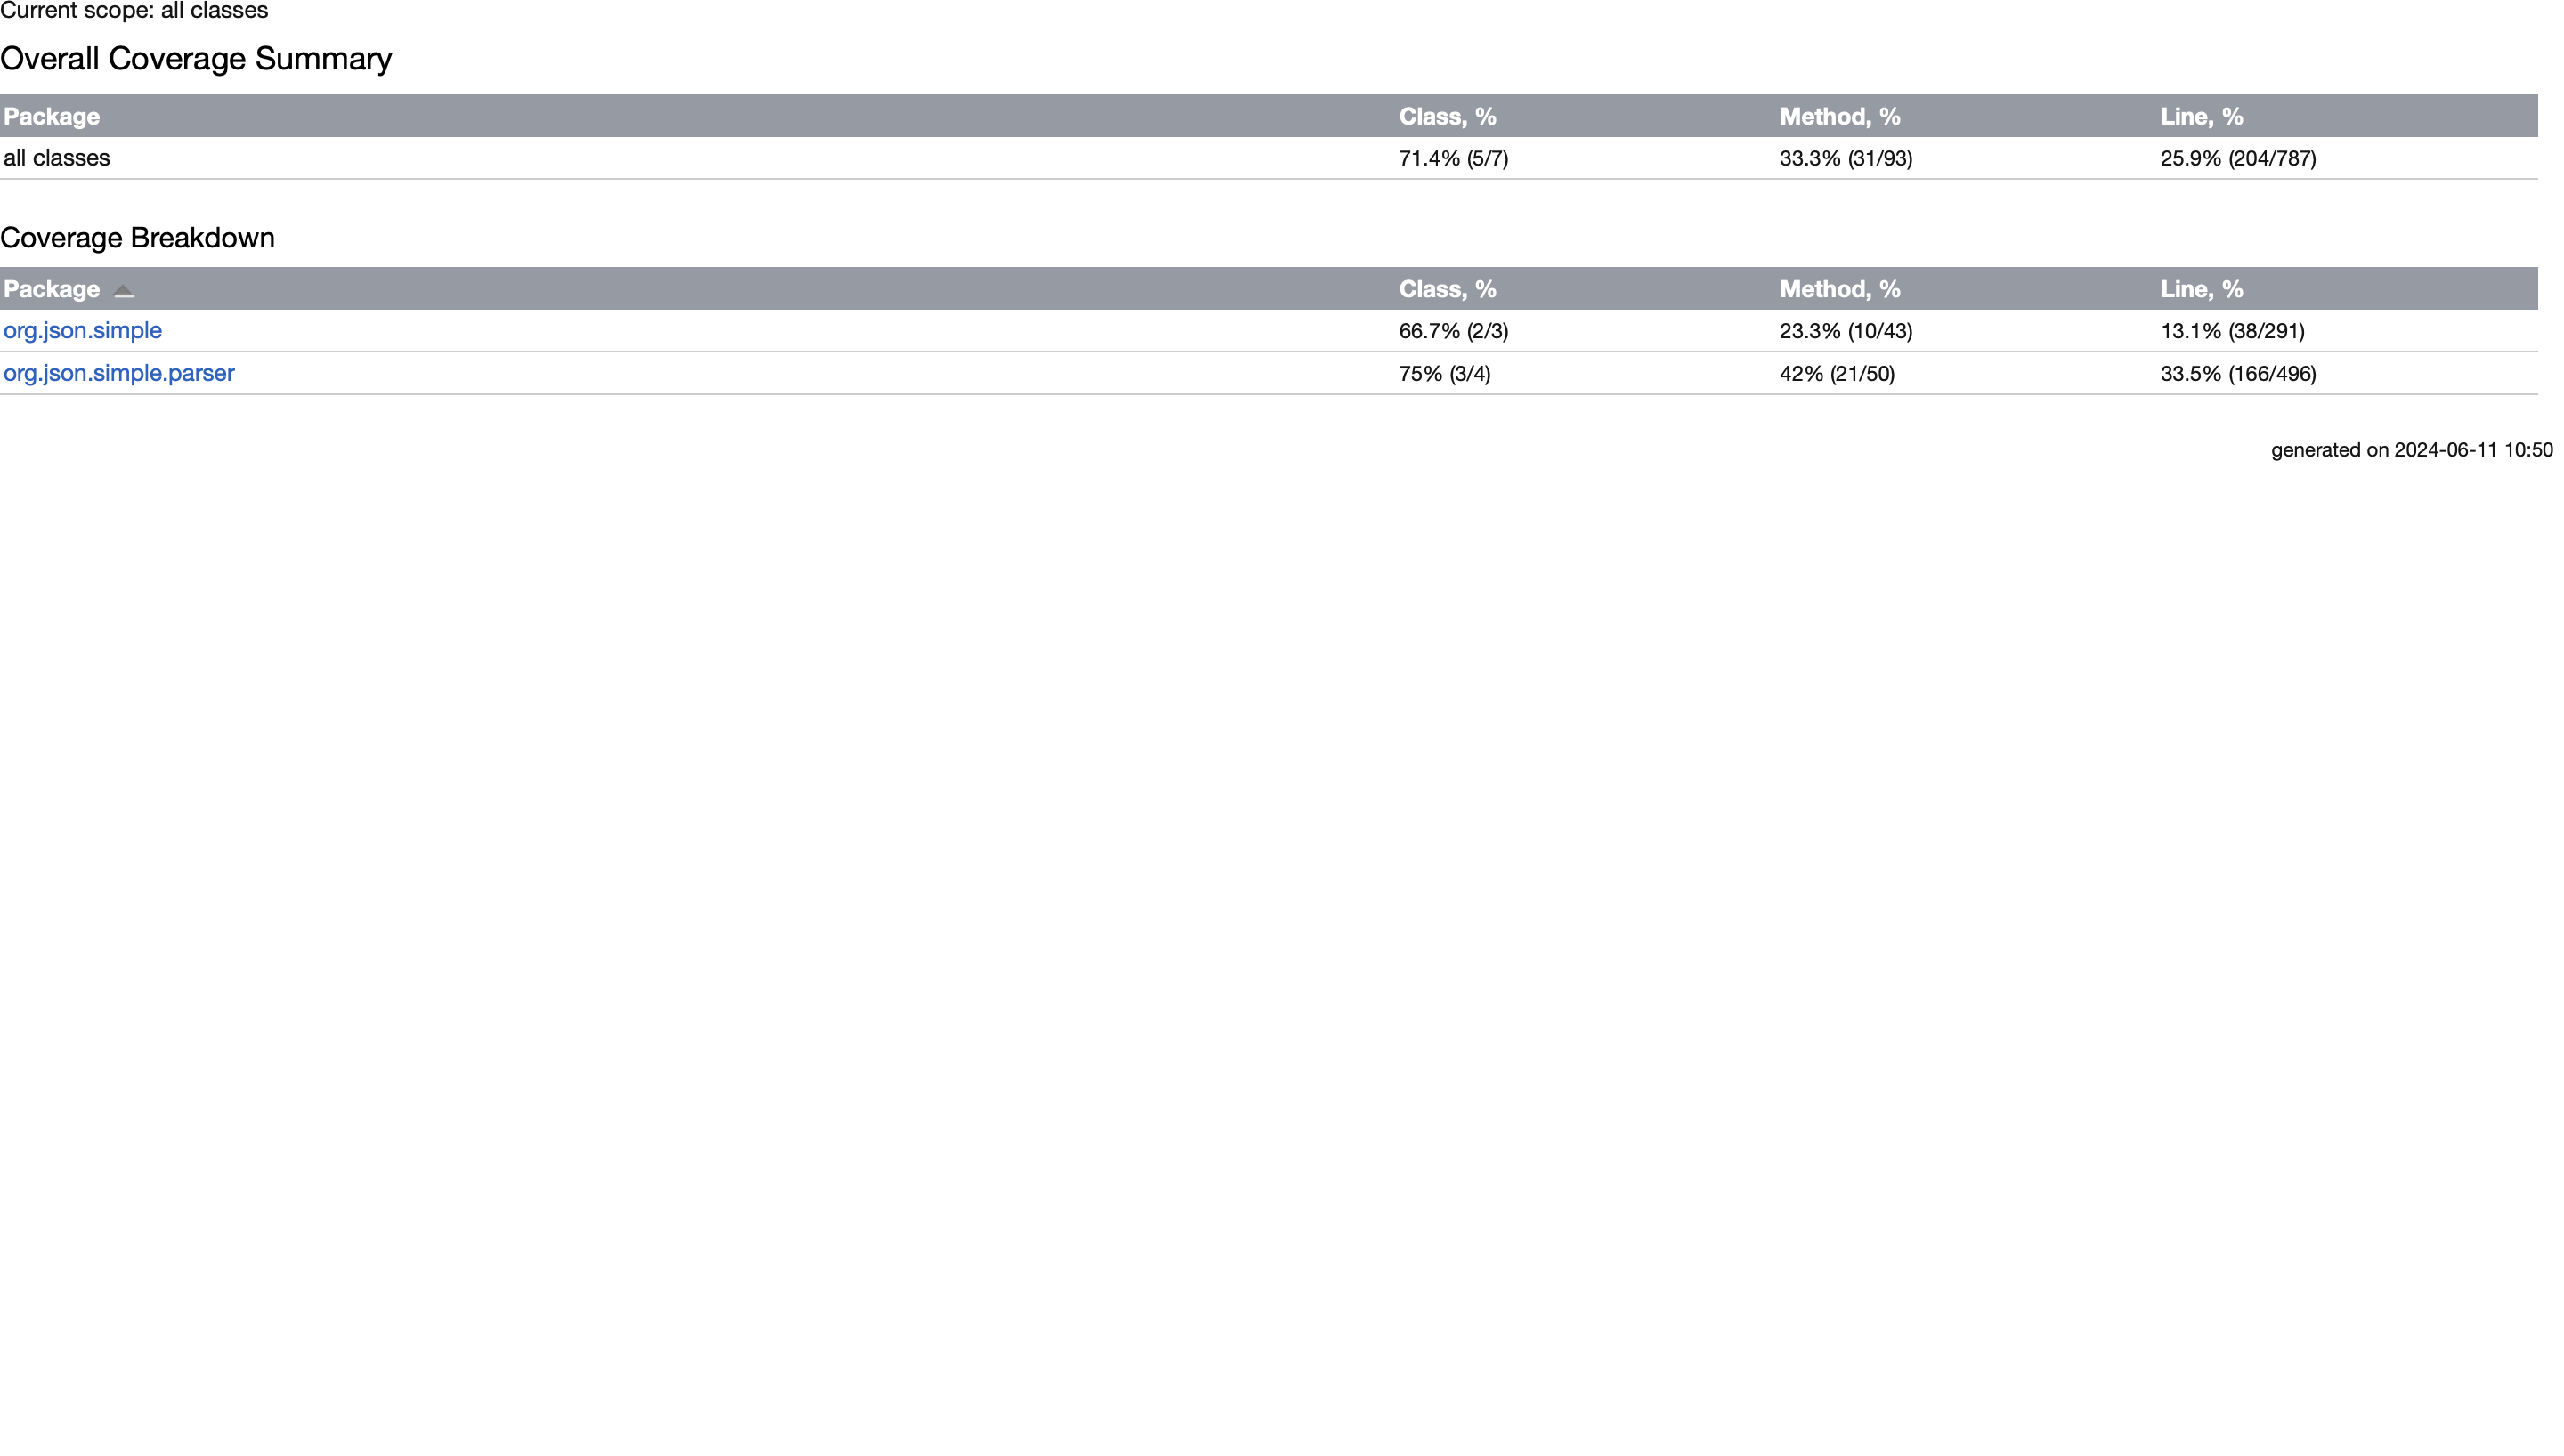 Current scope: all classes
Overall Coverage Summary
Package Class, % Method, % Line, %
all classes 71.4% (5/7) 33.3% (31/93) 25.9% (204/787)
Coverage Breakdown
Package Class, % Method, % Line, %
org.json.simple 66.7% (2/3) 23.3% (10/43) 13.1% (38/291)
org.json.simple.parser 75% (3/4) 42% (21/50) 33.5% (166/496)
generated on 2024-06-11 10:50